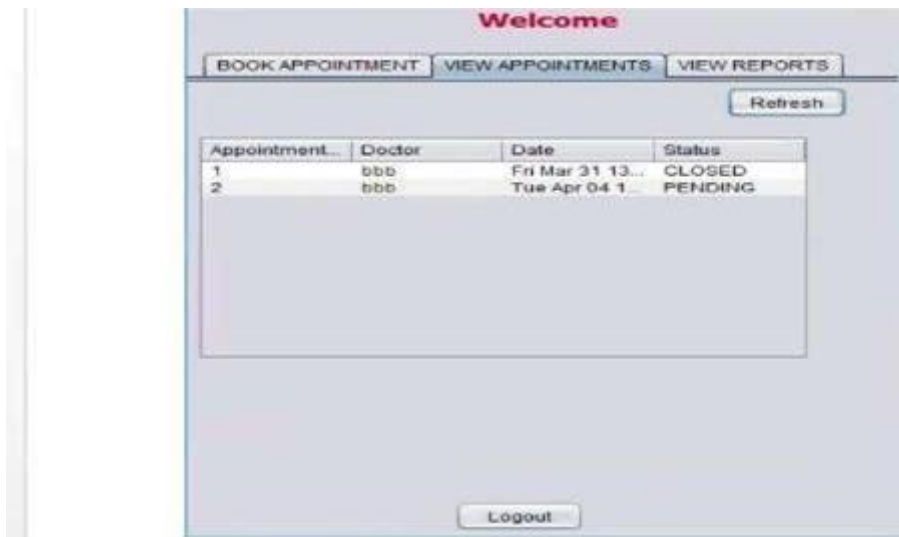 Welcome
BOOK APPOINTMENT VIEW APPOINTMENTS VIEW REPORTS
Refresh
Appointment... Doctor Date Status
1 bbb Fri Mar 31 13... CLOSED
2 bbb Tue Apr 04 1... PENDING
Logout